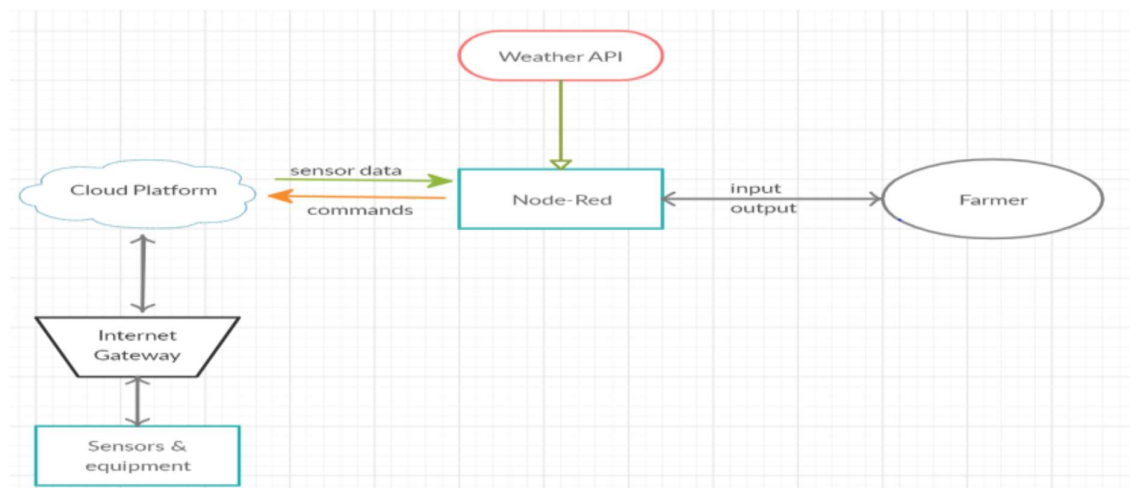 Weather API
sensor data
Cloud Platform
commands
Node-Red
input
output
Farmer
Internet
Gateway
Sensors &
equipment